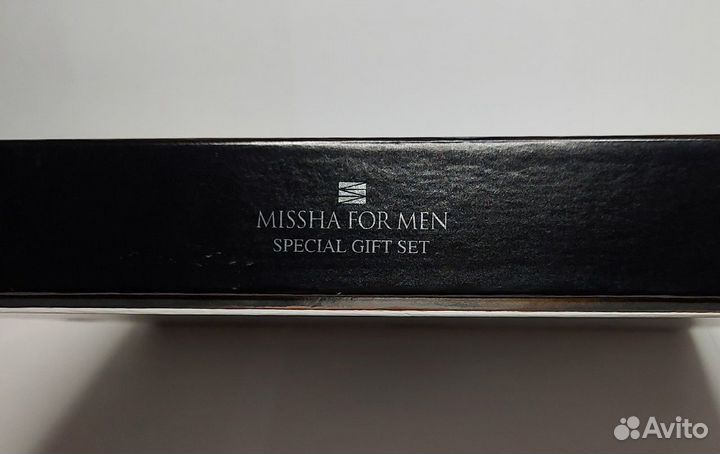 MISSHA FOR MEN
SPECIAL GIFT SET
Avito